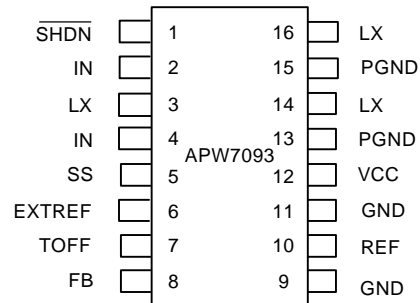 SHDN 1 16 LX
IN 2 15 PGND
LX 3 14 LX
IN 4 13 PGND
APW7093
SS 5 12 VCC
EXTREF 6 11 GND
TOFF 7 10 REF
FB 8 9 GND